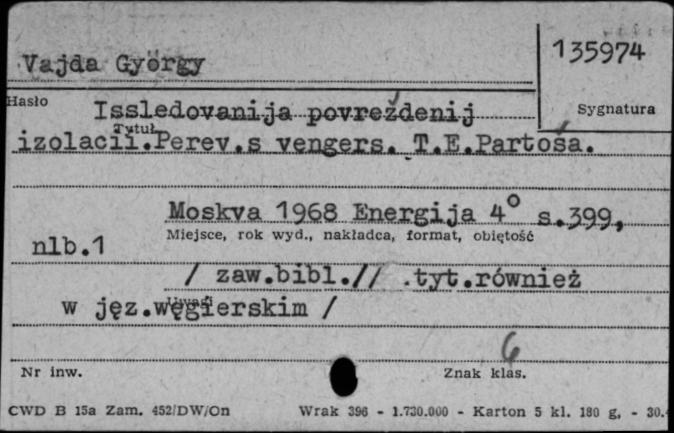 135974
Vajda György
Hasło
Sygnatura
Issledovanija povreždenij
Tytuł
izolacii.Perev.s vengers. T.E.Partośa.
Moskva 1968 Energija 4° s.399,
Miejsce, rok wyd., nakładca, format, objętość
nlb.1
/ zaw.bibl.// .tyt.również
Uwagi
w jęz.węgierskim /
6
Nr inw.
Znak klas.
CWD B 15a Zam. 452/DW/On Wrak 396 - 1.730.000 - Karton 5 kl. 180 g, - 30.